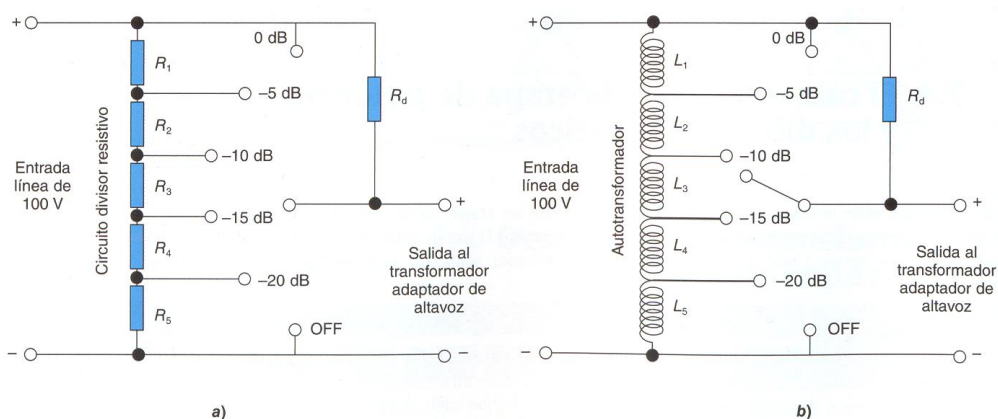 +
0 dB
R1
Rd
–5 dB
R2
–10 dB
Circuito divisor resistivo
Entrada
línea de
100 V
R3
–15 dB
+
R4
Salida al
transformador
adaptador de
altavoz
–20 dB
R5
OFF
–
–
a)
+
0 dB
L1
Rd
–5 dB
L2
–10 dB
Autotransformador
Entrada
línea de
100 V
L3
–15 dB
+
L4
Salida al
transformador
adaptador de
altavoz
–20 dB
L5
OFF
–
–
b)